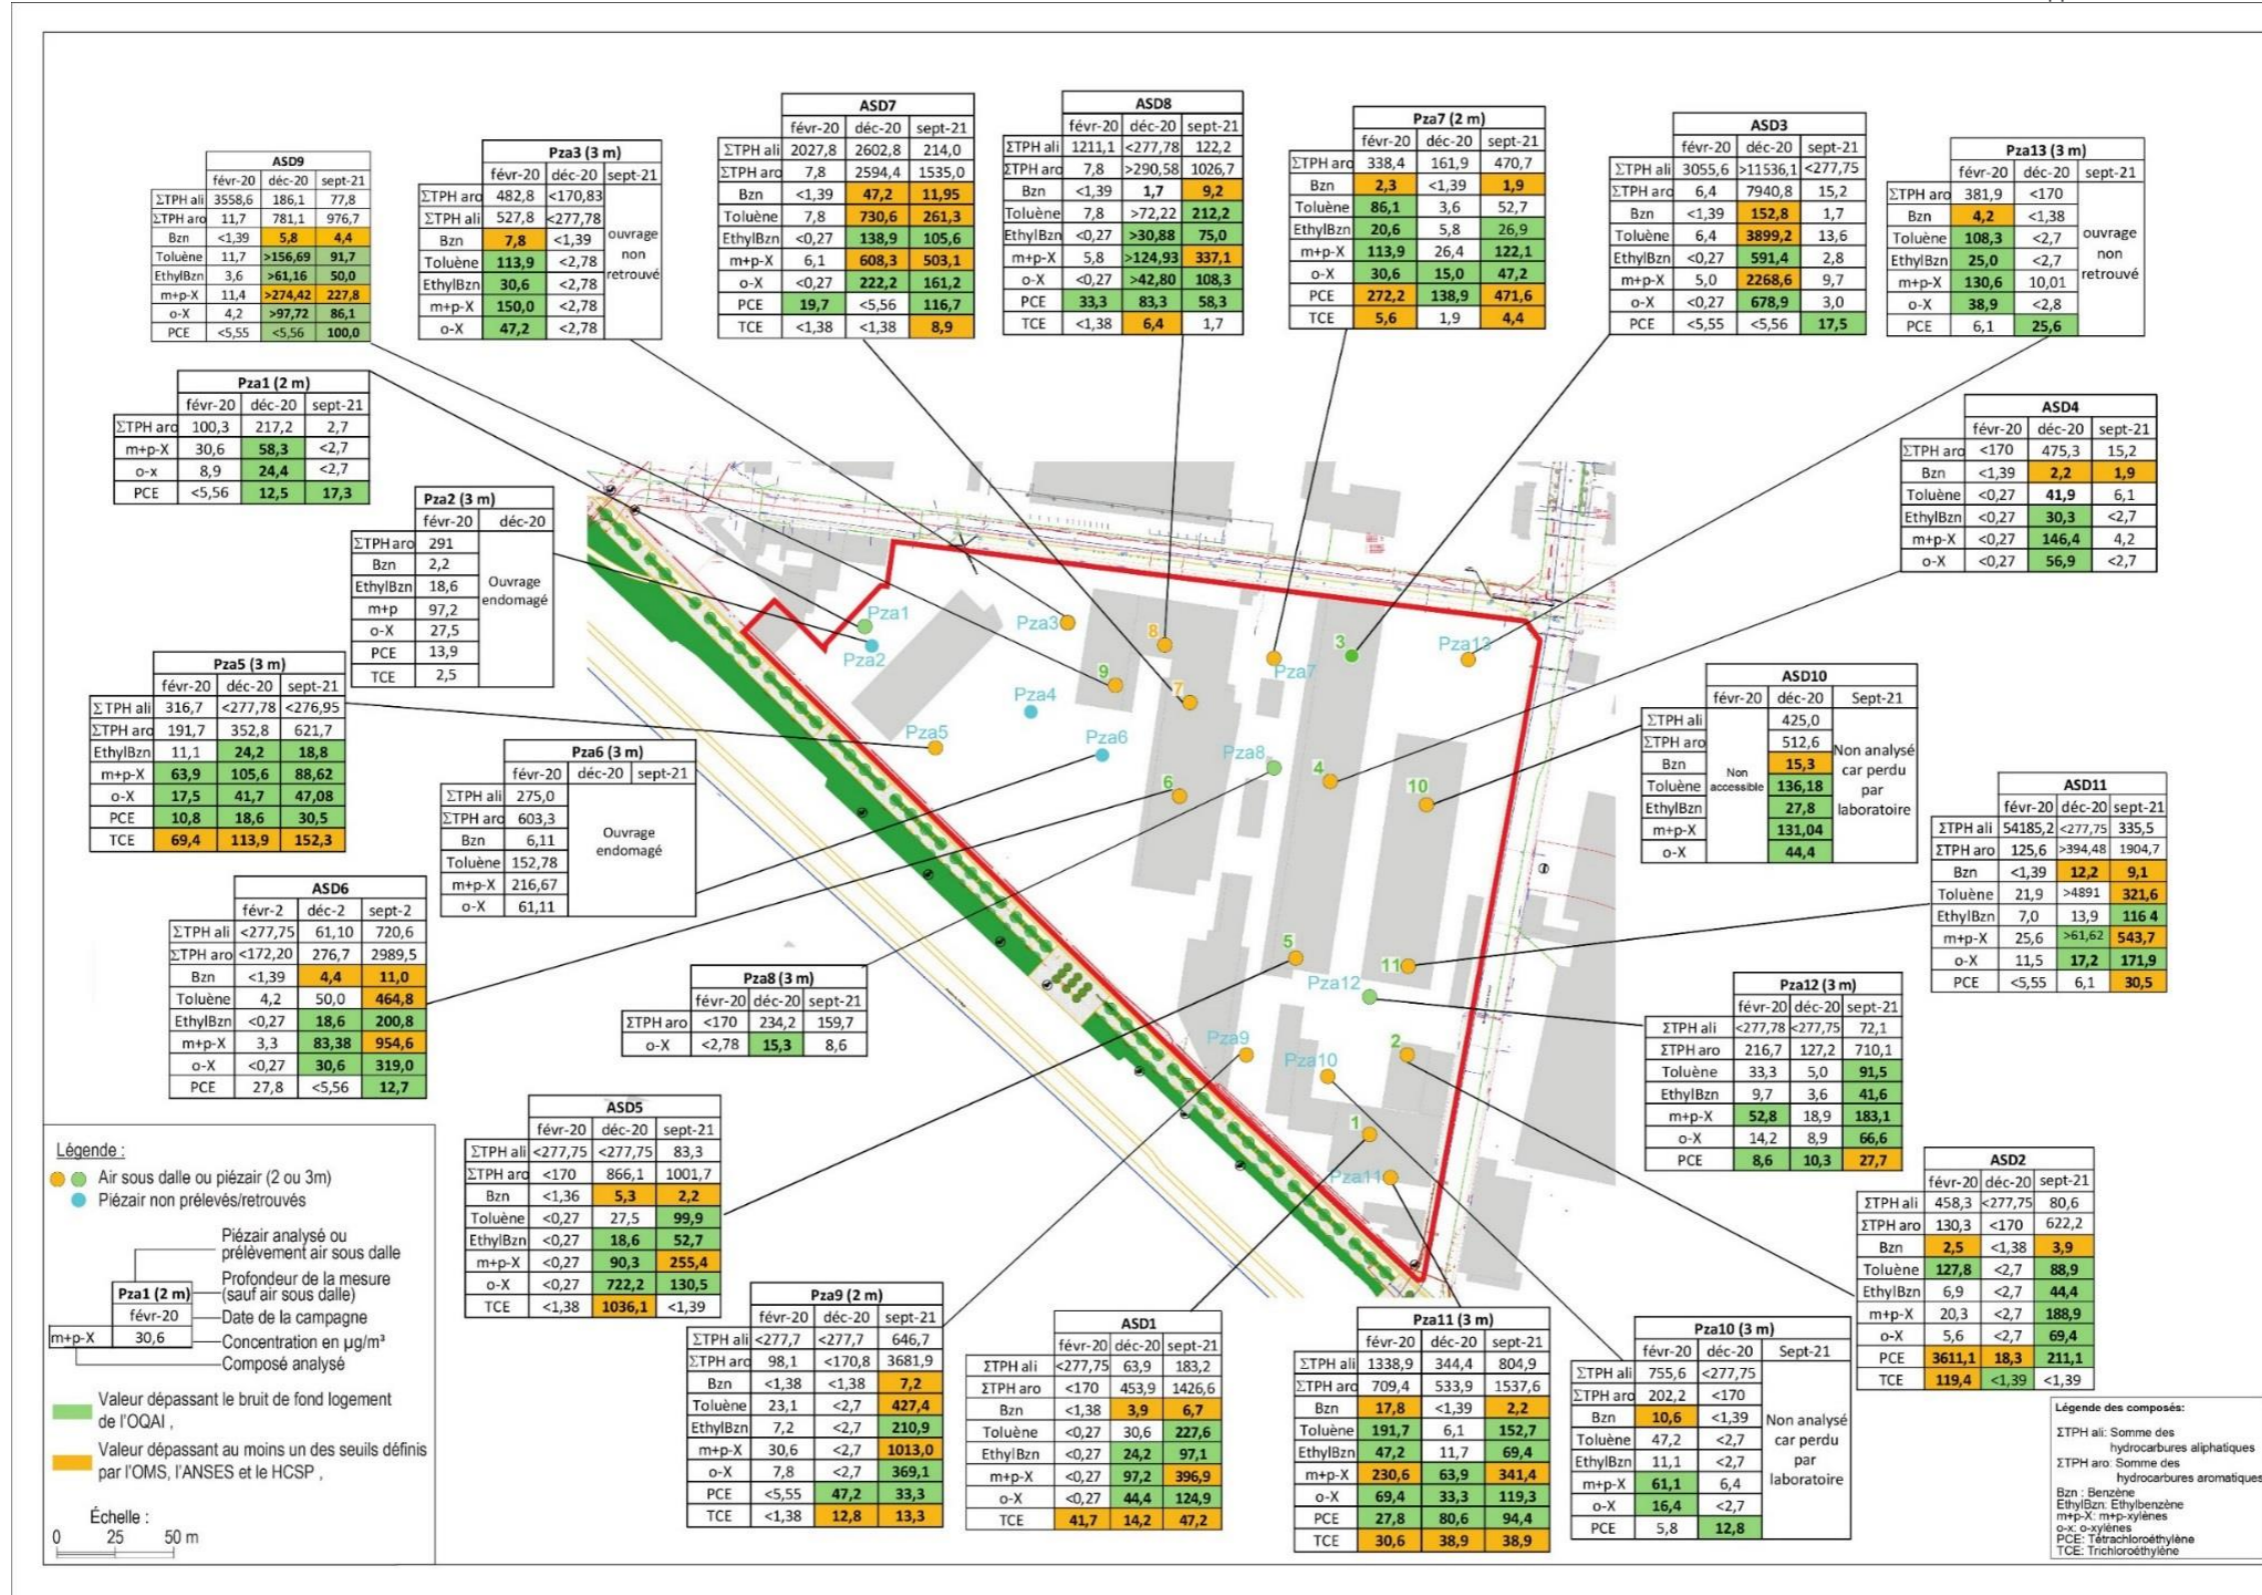 ASD9
févr-20 déc-20 sept-21
ΣTPH ali 3558,6 186,1 77,8
ΣTPH aro 11,7 781,1 976,7
Bzn <1,39 5,8 4,4
Toluène 11,7 >156,69 91,7
EthylBzn 3,6 >61,16 50,0
m+p-X 11,4 >274,42 227,8
o-X 4,2 >97,72 86,1
PCE <5,55 <5,56 100,0
Pza3 (3 m)
févr-20 déc-20 sept-21
ΣTPH aro 482,8 <170,83
ΣTPH ali 527,8 <277,78
Bzn 7,8 <1,39
Toluène 113,9 <2,78
EthylBzn 30,6 <2,78
m+p-X 150,0 <2,78
o-X 47,2 <2,78
ouvrage
non
retrouvé
ASD7
févr-20 déc-20 sept-21
ΣTPH ali 2027,8 2602,8 214,0
ΣTPH aro 7,8 2594,4 1535,0
Bzn <1,39 47,2 11,95
Toluène 7,8 730,6 261,3
EthylBzn <0,27 138,9 105,6
m+p-X 6,1 608,3 503,1
o-X <0,27 222,2 161,2
PCE 19,7 <5,56 116,7
TCE <1,38 <1,38 8,9
ASD8
févr-20 déc-20 sept-21
ΣTPH ali 1211,1 <277,78 122,2
ΣTPH aro 7,8 >290,58 1026,7
Bzn <1,39 1,7 9,2
Toluène 7,8 >72,22 212,2
EthylBzn <0,27 >30,88 75,0
m+p-X 5,8 >124,93 337,1
o-X <0,27 >42,80 108,3
PCE 33,3 83,3 58,3
TCE <1,38 6,4 1,7
Pza7 (2 m)
févr-20 déc-20 sept-21
ΣTPH aro 338,4 161,9 470,7
Bzn 2,3 <1,39 1,9
Toluène 86,1 3,6 52,7
EthylBzn 20,6 5,8 26,9
m+p-X 113,9 26,4 122,1
o-X 30,6 15,0 47,2
PCE 272,2 138,9 471,6
TCE 5,6 1,9 4,4
ASD3
févr-20 déc-20 sept-21
ΣTPH ali 3055,6 >11536,1 <277,75
ΣTPH aro 6,4 7940,8 15,2
Bzn <1,39 152,8 1,7
Toluène 6,4 3899,2 13,6
EthylBzn <0,27 591,4 2,8
m+p-X 5,0 2268,6 9,7
o-X <0,27 678,9 3,0
PCE <5,55 <5,56 17,5
Pza13 (3 m)
févr-20 déc-20 sept-21
ΣTPH aro 381,9 <170
Bzn 4,2 <1,38
Toluène 108,3 <2,7
EthylBzn 25,0 <2,7
m+p-X 130,6 10,01
o-X 38,9 <2,8
PCE 6,1 25,6
ouvrage
non
retrouvé
Pza1 (2 m)
févr-20 déc-20 sept-21
ΣTPH aro 100,3 217,2 2,7
m+p-X 30,6 58,3 <2,7
o-x 8,9 24,4 <2,7
PCE <5,56 12,5 17,3
ASD4
févr-20 déc-20 sept-21
ΣTPH aro <170 475,3 15,2
Bzn <1,39 2,2 1,9
Toluène <0,27 41,9 6,1
EthylBzn <0,27 30,3 <2,7
m+p-X <0,27 146,4 4,2
o-X <0,27 56,9 <2,7
Pza2 (3 m)
févr-20 déc-20
ΣTPH aro 291
Bzn 2,2
EthylBzn 18,6
m+p 97,2
o-X 27,5
PCE 13,9
TCE 2,5
Ouvrage
endomagé
Pza5 (3 m)
févr-20 déc-20 sept-21
ΣTPH ali 316,7 <277,78 <276,95
ΣTPH aro 191,7 352,8 621,7
EthylBzn 11,1 24,2 18,8
m+p-X 63,9 105,6 88,62
o-X 17,5 41,7 47,08
PCE 10,8 18,6 30,5
TCE 69,4 113,9 152,3
Pza6 (3 m)
févr-20 déc-20 sept-21
ΣTPH ali 275,0
ΣTPH aro 603,3
Bzn 6,11
Toluène 152,78
m+p-X 216,67
o-X 61,11
Ouvrage
endomagé
Pza1
Pza2
Pza3
Pza4
Pza5
Pza6
Pza7
Pza8
Pza13
8
9
7
6
3
4
10
5
11
Pza12
Pza9
Pza10
2
1
Pza11
ASD10
févr-20 déc-20 Sept-21
ΣTPH ali 425,0
ΣTPH aro 512,6
Bzn 15,3
Toluène 136,18
EthylBzn 27,8
m+p-X 131,04
o-X 44,4
Non
accessible
Non analysé
car perdu
par
laboratoire
ASD11
févr-20 déc-20 sept-21
ΣTPH ali 54185,2 <277,75 335,5
ΣTPH aro 125,6 >394,48 1904,7
Bzn <1,39 12,2 9,1
Toluène 21,9 >4891 321,6
EthylBzn 7,0 13,9 116 4
m+p-X 25,6 >61,62 543,7
o-X 11,5 17,2 171,9
PCE <5,55 6,1 30,5
ASD6
févr-2 déc-2 sept-2
ΣTPH ali <277,75 61,10 720,6
ΣTPH aro <172,20 276,7 2989,5
Bzn <1,39 4,4 11,0
Toluène 4,2 50,0 464,8
EthylBzn <0,27 18,6 200,8
m+p-X 3,3 83,38 954,6
o-X <0,27 30,6 319,0
PCE 27,8 <5,56 12,7
Pza8 (3 m)
févr-20 déc-20 sept-21
ΣTPH aro <170 234,2 159,7
o-X <2,78 15,3 8,6
Pza12 (3 m)
févr-20 déc-20 sept-21
ΣTPH ali <277,78 <277,75 72,1
ΣTPH aro 216,7 127,2 710,1
Toluène 33,3 5,0 91,5
EthylBzn 9,7 3,6 41,6
m+p-X 52,8 18,9 183,1
o-X 14,2 8,9 66,6
PCE 8,6 10,3 27,7
ASD5
févr-20 déc-20 sept-21
ΣTPH ali <277,75 <277,75 83,3
ΣTPH aro <170 866,1 1001,7
Bzn <1,36 5,3 2,2
Toluène <0,27 27,5 99,9
EthylBzn <0,27 18,6 52,7
m+p-X <0,27 90,3 255,4
o-X <0,27 722,2 130,5
TCE <1,38 1036,1 <1,39
ASD2
févr-20 déc-20 sept-21
ΣTPH ali 458,3 <277,75 80,6
ΣTPH aro 130,3 <170 622,2
Bzn 2,5 <1,38 3,9
Toluène 127,8 <2,7 88,9
EthylBzn 6,9 <2,7 44,4
m+p-X 20,3 <2,7 188,9
o-X 5,6 <2,7 69,4
PCE 3611,1 18,3 211,1
TCE 119,4 <1,39 <1,39
Pza9 (2 m)
févr-20 déc-20 sept-21
ΣTPH ali <277,7 <277,7 646,7
ΣTPH aro 98,1 <170,8 3681,9
Bzn <1,38 <1,38 7,2
Toluène 23,1 <2,7 427,4
EthylBzn 7,2 <2,7 210,9
m+p-X 30,6 <2,7 1013,0
o-X 7,8 <2,7 369,1
PCE <5,55 47,2 33,3
TCE <1,38 12,8 13,3
ASD1
févr-20 déc-20 sept-21
ΣTPH ali <277,75 63,9 183,2
ΣTPH aro <170 453,9 1426,6
Bzn <1,38 3,9 6,7
Toluène <0,27 30,6 227,6
EthylBzn <0,27 24,2 97,1
m+p-X <0,27 97,2 396,9
o-X <0,27 44,4 124,9
TCE 41,7 14,2 47,2
Pza11 (3 m)
févr-20 déc-20 sept-21
ΣTPH ali 1338,9 344,4 804,9
ΣTPH aro 709,4 533,9 1537,6
Bzn 17,8 <1,39 2,2
Toluène 191,7 6,1 152,7
EthylBzn 47,2 11,7 69,4
m+p-X 230,6 63,9 341,4
o-X 69,4 33,3 119,3
PCE 27,8 80,6 94,4
TCE 30,6 38,9 38,9
Pza10 (3 m)
févr-20 déc-20 Sept-21
ΣTPH ali 755,6 <277,75
ΣTPH aro 202,2 <170
Bzn 10,6 <1,39
Toluène 47,2 <2,7
EthylBzn 11,1 <2,7
m+p-X 61,1 6,4
o-X 16,4 <2,7
PCE 5,8 12,8
Non analysé
car perdu
par
laboratoire
Légende :
Air sous dalle ou piézair (2 ou 3m)
Piézair non prélevés/retrouvés
Piézair analysé ou
prélèvement air sous dalle
Profondeur de la mesure
(sauf air sous dalle)
Pza1 (2 m)
févr-20
Date de la campagne
m+p-X 30,6
Concentration en µg/m³
Composé analysé
Valeur dépassant le bruit de fond logement
de l'OQAI ,
Valeur dépassant au moins un des seuils définis
par l'OMS, l'ANSES et le HCSP ,
Échelle :
0 25 50 m
Légende des composés:
ΣTPH ali: Somme des
hydrocarbures aliphatiques
ΣTPH aro: Somme des
hydrocarbures aromatiques
Bzn : Benzène
EthylBzn: Ethylbenzène
m+p-X: m+p-xylènes
o-x: o-xylènes
PCE: Tétrachloroéthylène
TCE: Trichloroéthylène